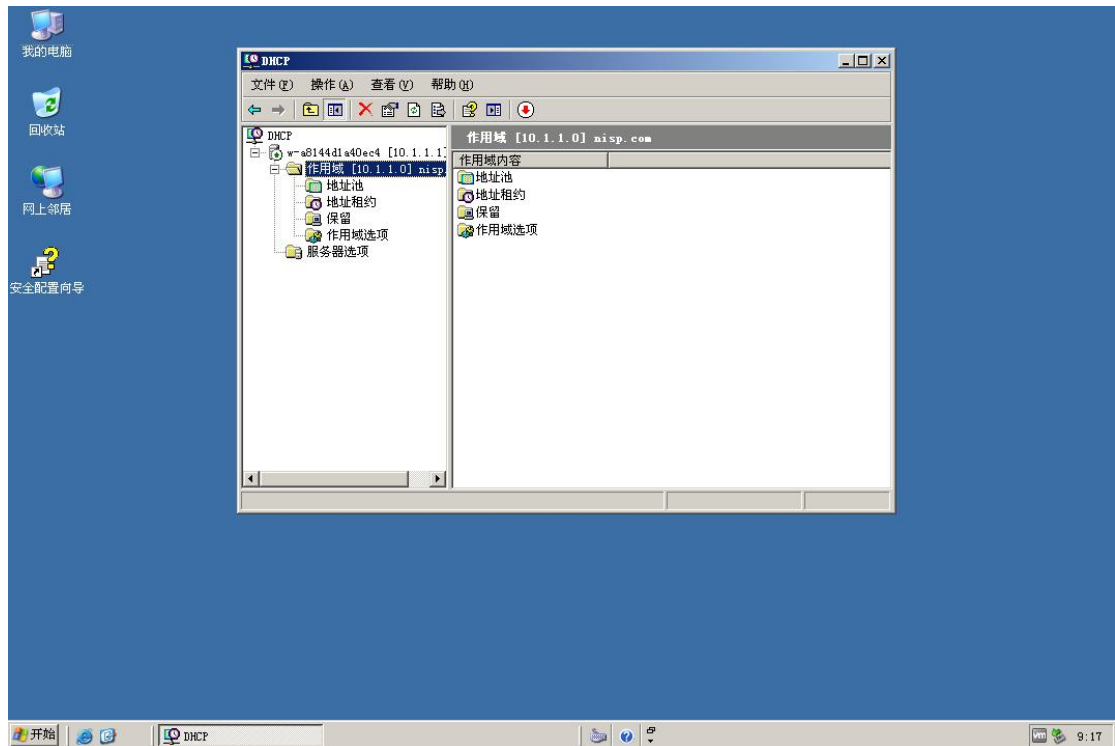 我的电脑
回收站
网上邻居
安全配置向导
DHCP
文件(F) 操作(A) 查看(V) 帮助(H)
DHCP
w-a8144d1a40ec4 [10.1.1.1]
作用域 [10.1.1.0] nisp.
地址池
地址租约
保留
作用域选项
服务器选项
作用域 [10.1.1.0] nisp.com
作用域内容
地址池
地址租约
保留
作用域选项
开始
DHCP
9:17